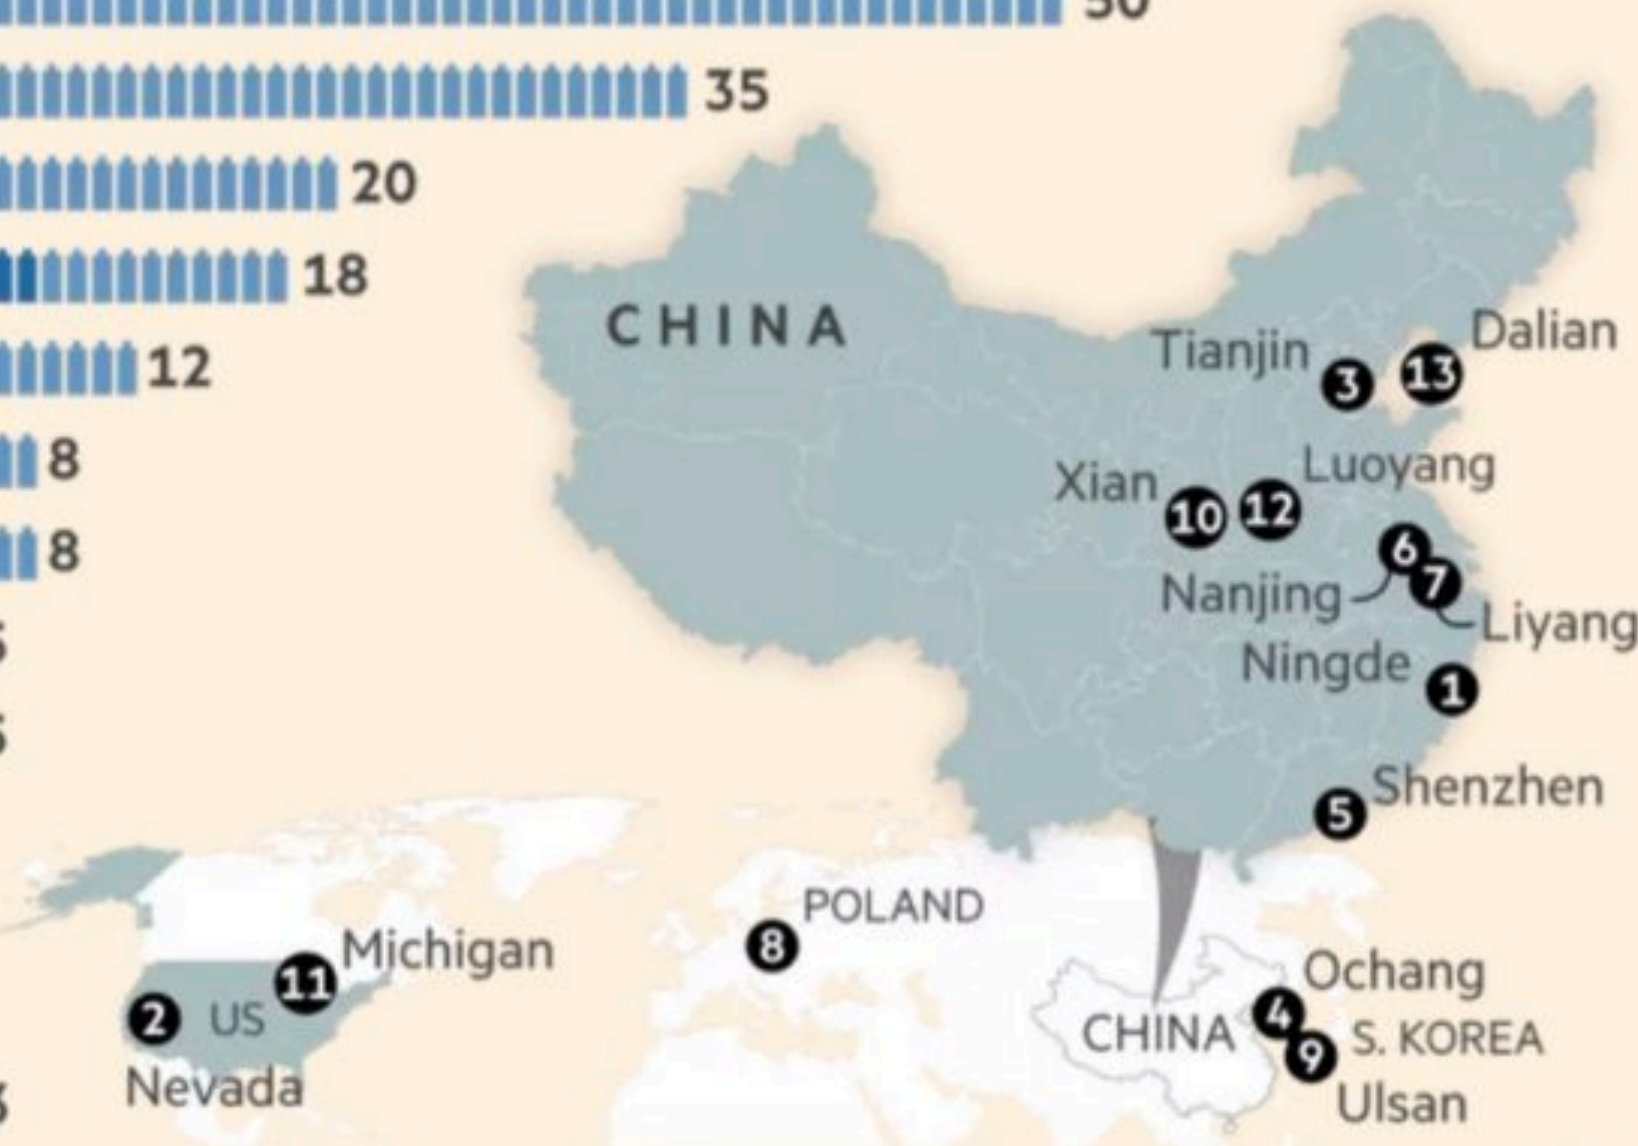 50
35
20
18
12
8
8
CHINA
Tianjin
3
13
Dalian
Xian
10
12
Luoyang
6
7
Nanjing
Liyang
Ningde
1
5
Shenzhen
POLAND
8
Michigan
11
2
US
Nevada
CHINA
Ochang
4
S. KOREA
9
Ulsan